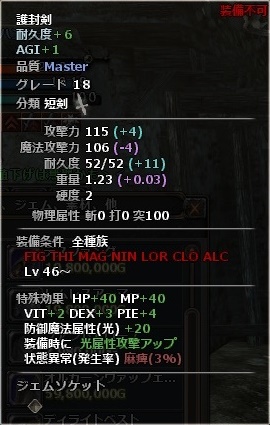 装備不可
護封剣
耐久度+6
AGI+1
品質 Master
グレード 18
分類 短剣
攻撃力 115 (+4)
魔法攻撃力 106 (-4)
耐久度 52/52 (+11)
重量 1.23 (+0.03)
硬度 2
物理属性 斬0 打0 突100
装備条件 全種族
FIG THI MAG NIN LOR CLO ALC
Lv 46～
特殊効果 HP+40 MP+40
VIT+2 DEX+3 PIE+4
防御魔法属性(光) +20
装備時に 光属性攻撃アップ
状態異常(発生率) 麻痺(3%)
ジェムソケット